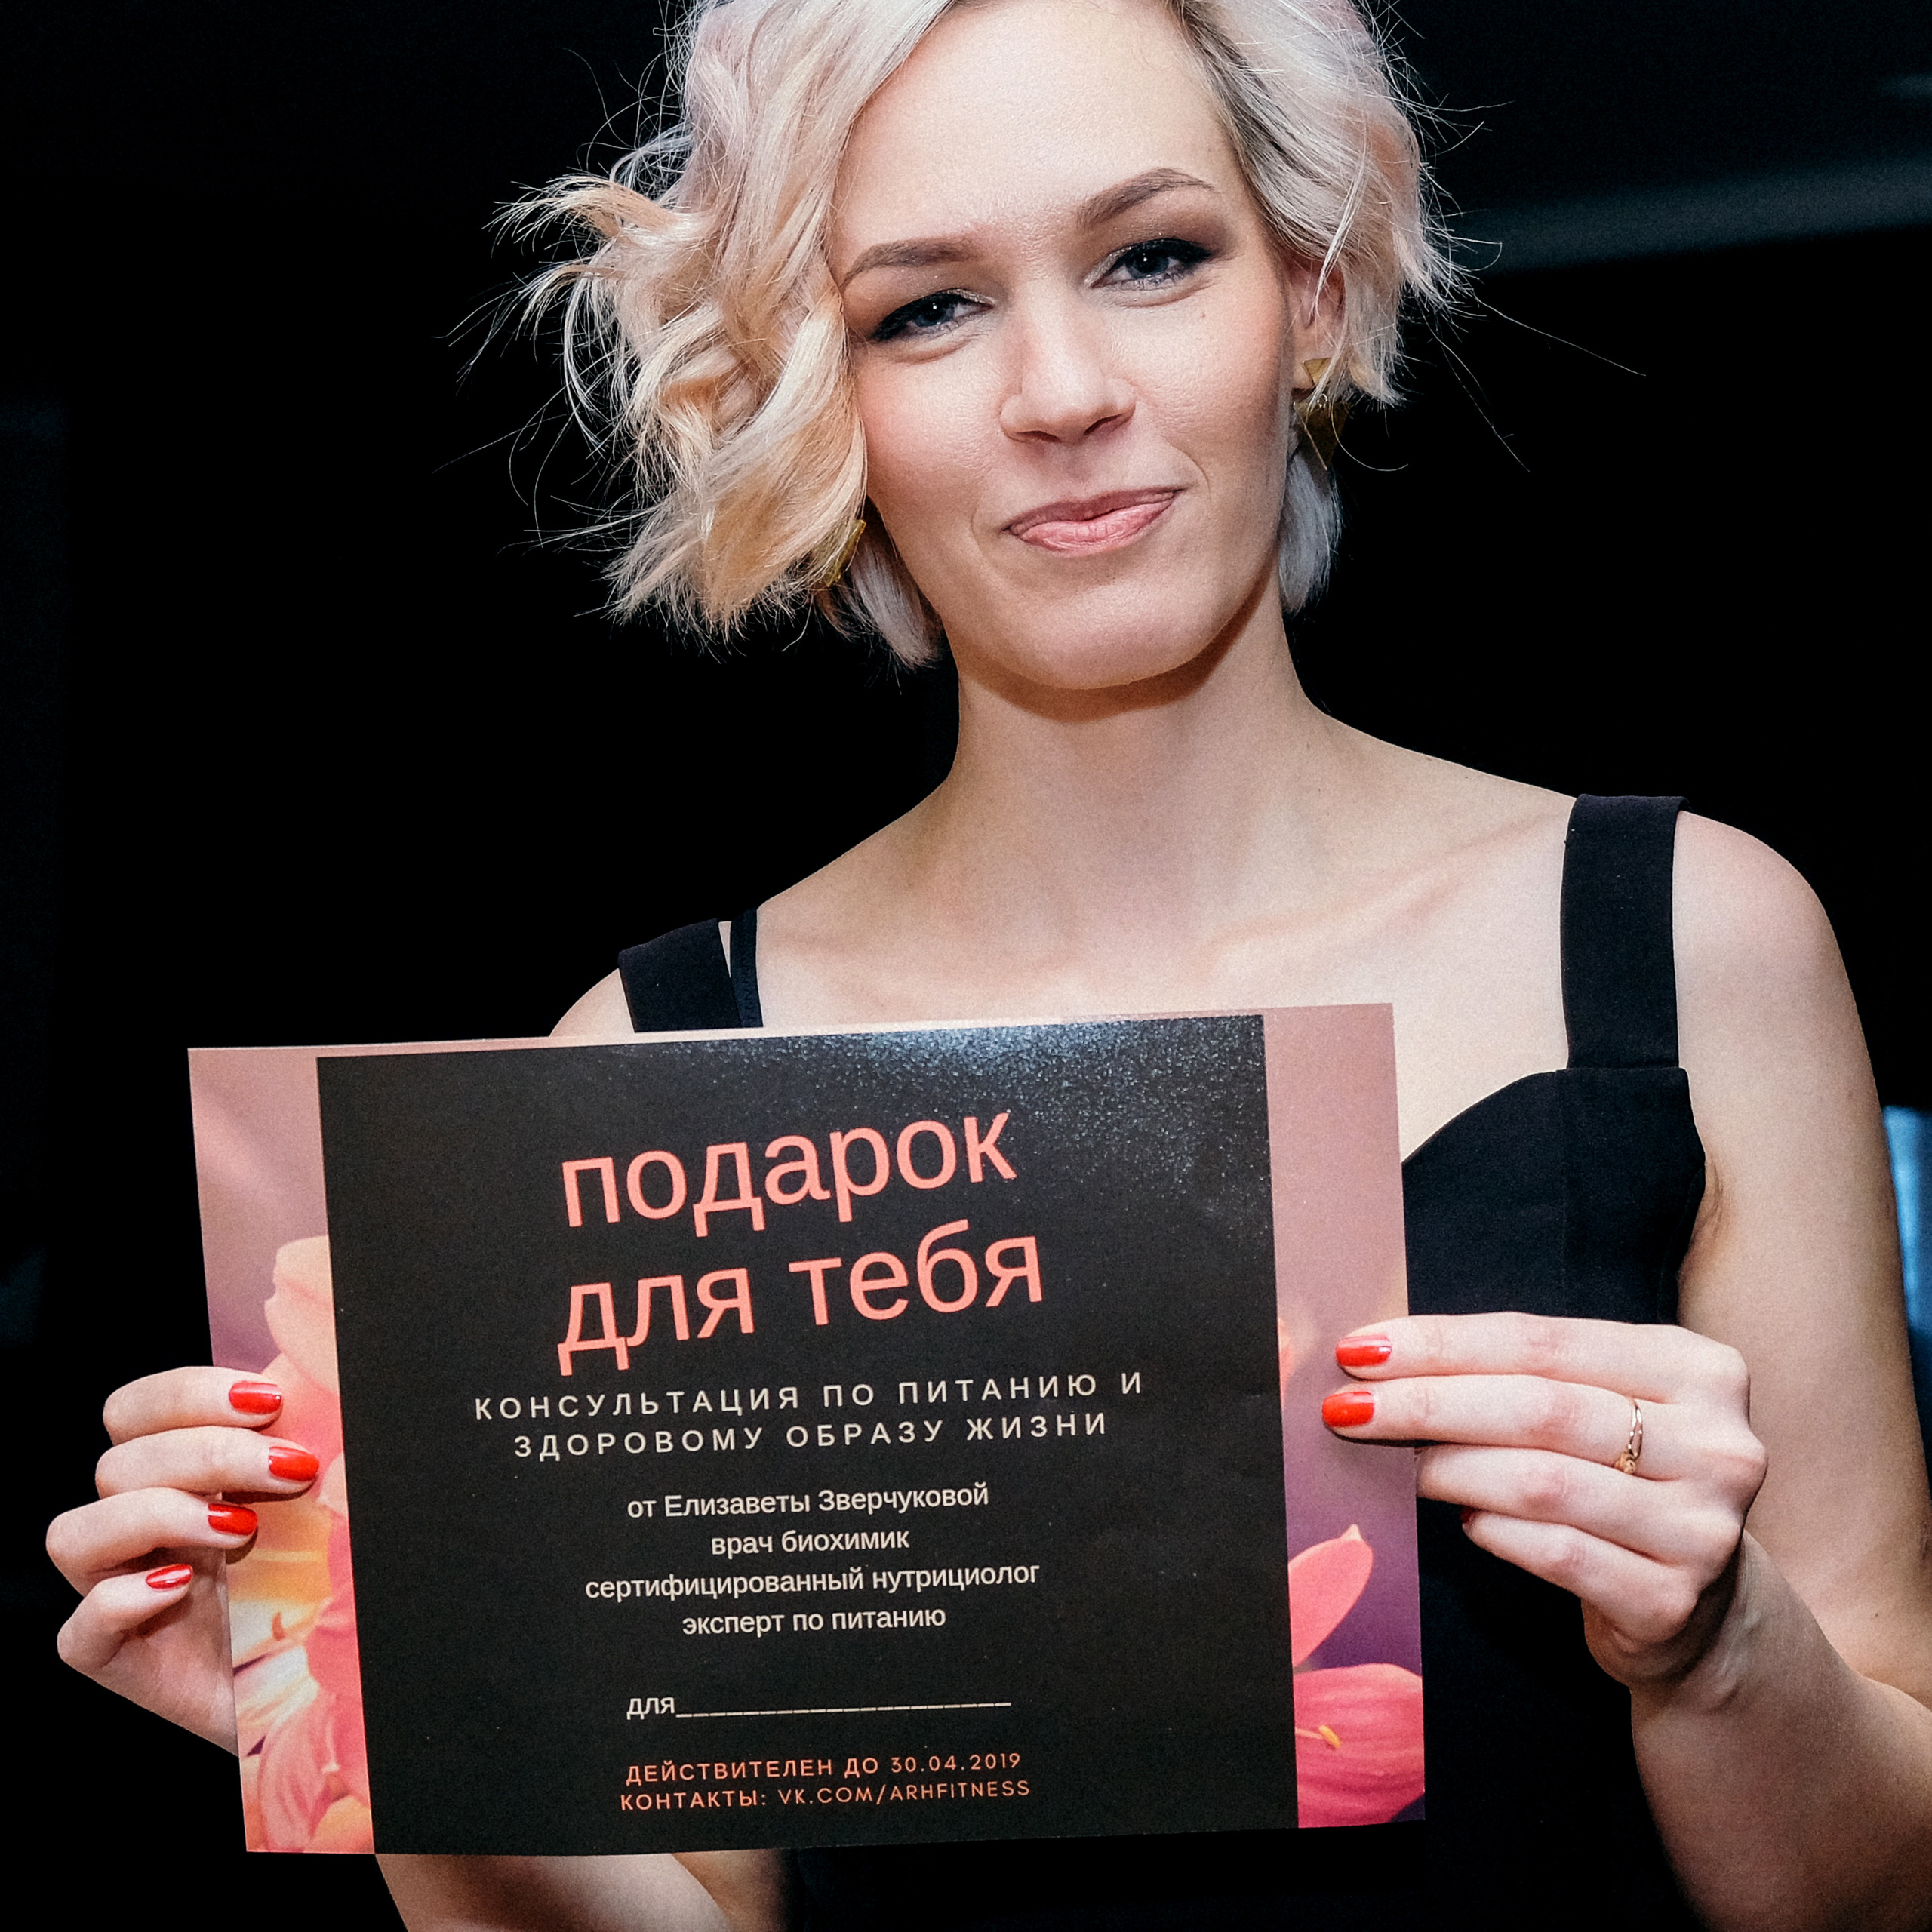 подарок
для тебя
КОНСУЛЬТАЦИЯ ПО ПИТАНИЮ И
ЗДОРОВОМУ ОБРАЗУ ЖИЗНИ
от Елизаветы Зверчуковой
врач биохимик
сертифицированный нутрициолог
эксперт по питанию
для____________________
ДЕЙСТВИТЕЛЕН ДО 30.04.2019
КОНТАКТЫ: VK.COM/ARHFITNESS